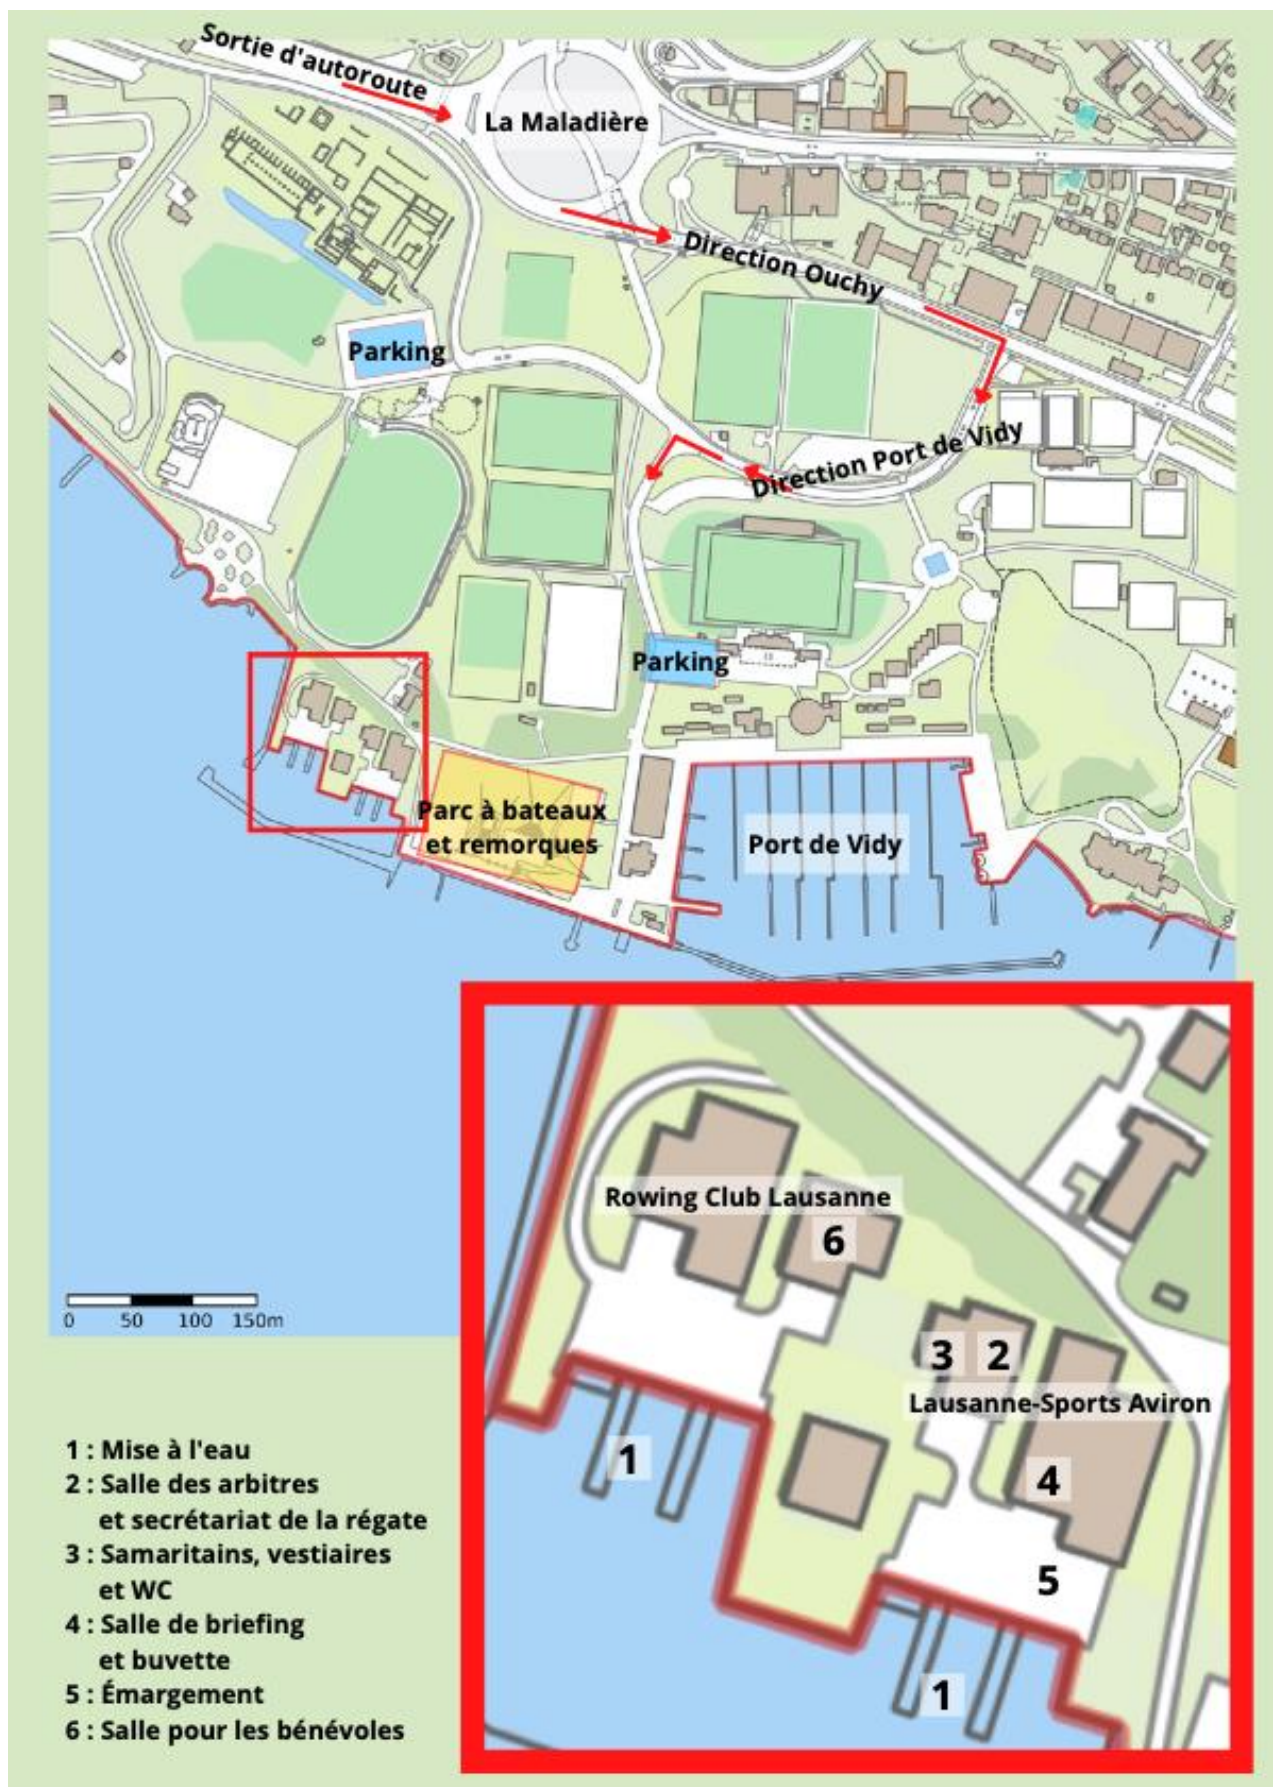 Sortie d'autoroute
La Maladière
Direction Ouchy
Parking
Direction Port de Vidy
Parking
Parc à bateaux
et remorques
Port de Vidy
Rowing Club Lausanne
6
3 2
Lausanne-Sports Aviron
1
4
5
1
0 50 100 150m
1 : Mise à l'eau
2 : Salle des arbitres
et secrétariat de la régate
3 : Samaritains, vestiaires
et WC
4 : Salle de briefing
et buvette
5 : Émargement
6 : Salle pour les bénévoles